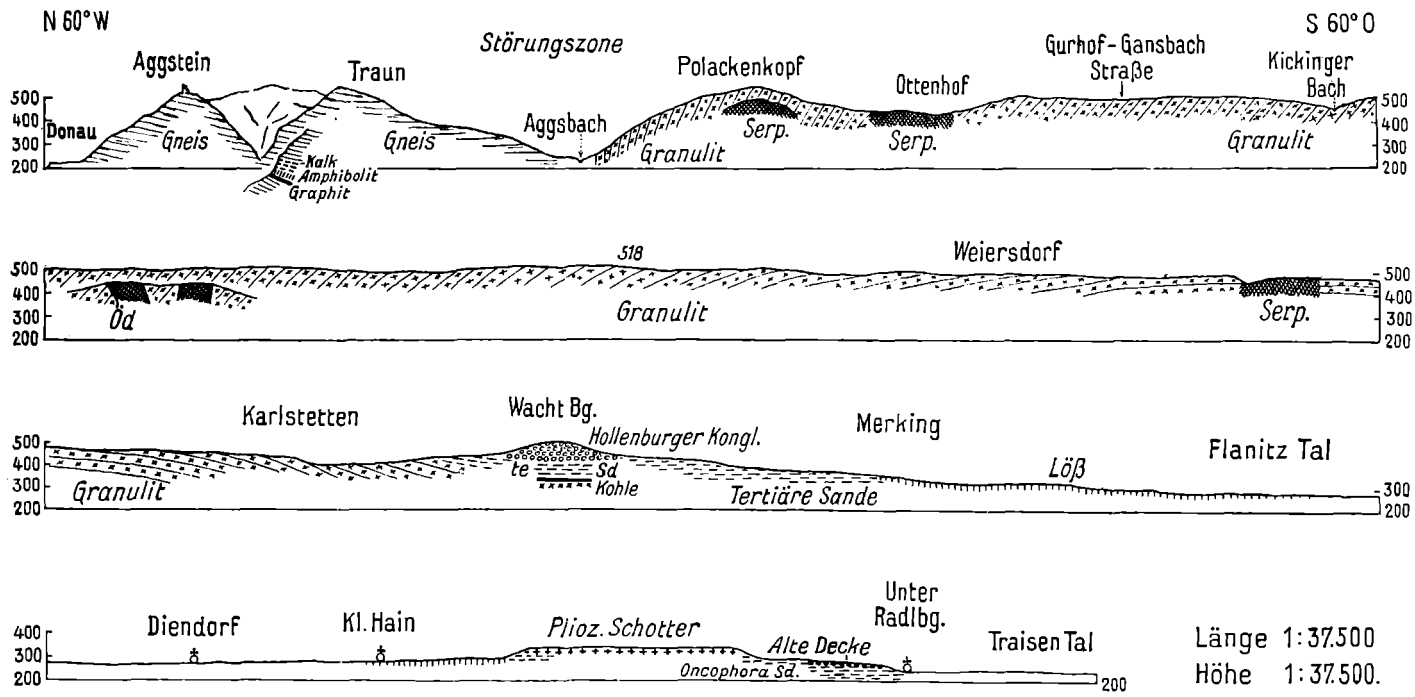 N 60° W
S 60° O
Störungszone
Aggstein
Traun
Polackenkopf
Ottenhof
Gurhof-Gansbach
Straße
Kickinger
Bach
500
400
300
200
Donau
Gneis
Gneis
Aggsbach
Serp.
Serp.
Granulit
Granulit
500
400
300
200
Kalk
Amphibolit
Graphit
518
Weiersdorf
500
400
300
200
Öd
Granulit
Serp.
500
400
300
200
Karlstetten
Wacht Bg.
Hollenburger Kongl.
Merking
Flanitz Tal
500
400
300
200
te Sd
Kohle
Granulit
Tertiäre Sande
Löß
300
200
Diendorf
Kl. Hain
Plioz. Schotter
Alte Decke
Unter
Radlbg.
Traisen Tal
400
300
200
Oncophora Sd.
200
Länge 1:37.500
Höhe 1:37.500.